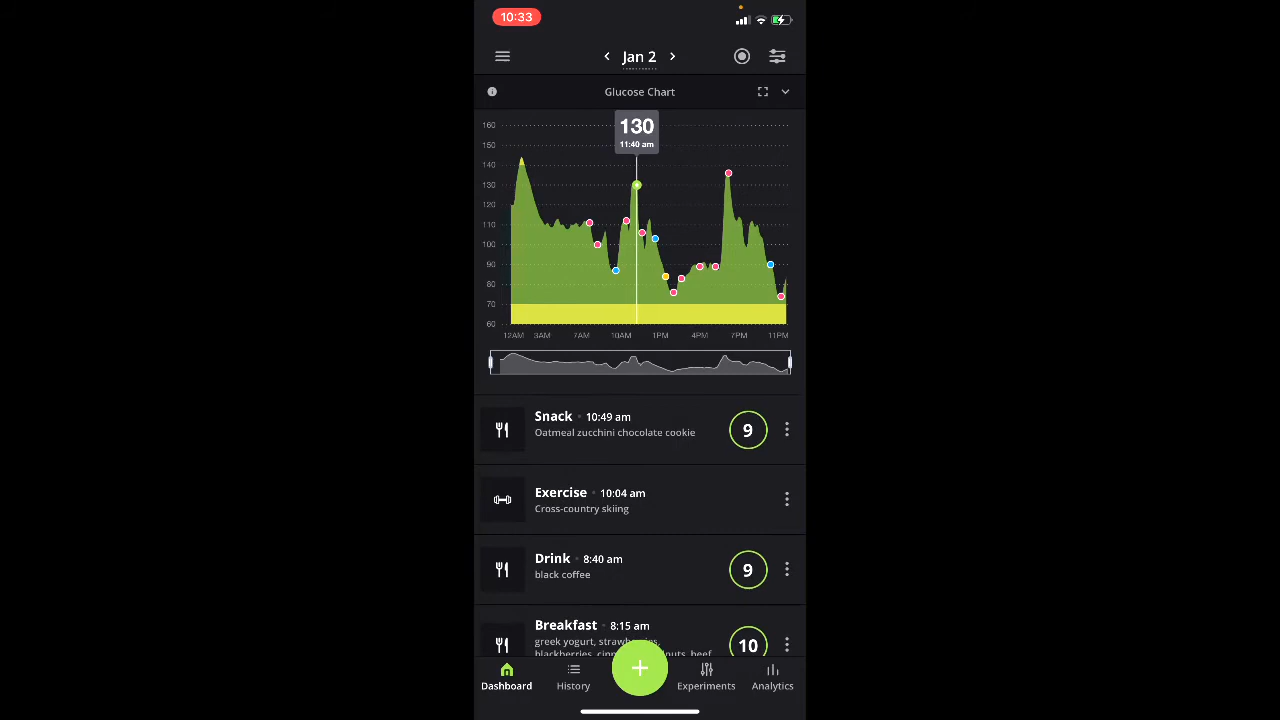 10:33
Jan 2
Glucose Chart
130
11:40 am
160
150
140
130
120
110
100
90
80
70
60
12AM 3AM 7AM 10AM 1PM 4PM 7PM 11PM
Snack • 10:49 am
Oatmeal zucchini chocolate cookie
9
Exercise • 10:04 am
Cross-country skiing
Drink • 8:40 am
black coffee
9
Breakfast • 8:15 am
greek yogurt, strawberries,
blackberries,
beef
10
Dashboard
History
Experiments
Analytics